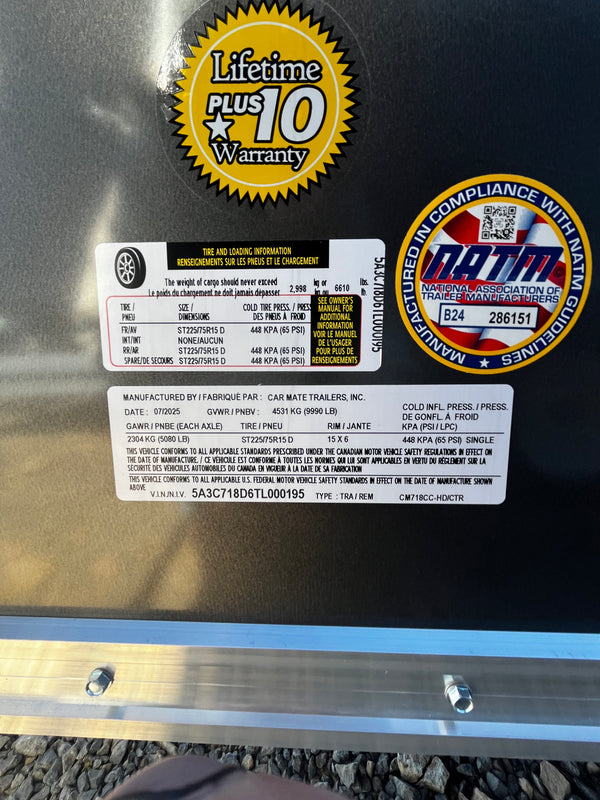 Lifetime
PLUS 10
Warranty
MANUFACTURED IN COMPLIANCE WITH NATM GUIDELINES
NATM
NATIONAL ASSOCIATION OF
TRAILER MANUFACTURERS
B24 286151
TIRE AND LOADING INFORMATION
RENSEIGNEMENTS SUR LES PNEUS ET LE CHARGEMENT
The weight of cargo should never exceed 2,998 kg or 6610 lbs.
Le poids du chargement ne doit jamais dépasser kg ou lb.
TIRE / SIZE / COLD TIRE PRESS. / PRESS
PNEU DIMENSIONS DES PNEUS À FROID
FR/AV ST225/75R15 D 448 KPA (65 PSI)
INT/INT NONE/AUCUN
RR/AR ST225/75R15 D 448 KPA (65 PSI)
SPARE/DE SECOURS ST225/75R15 D 448 KPA (65 PSI)
SEE OWNER'S
MANUAL FOR
ADDITIONAL
INFORMATION
VOIR LE MANUEL
DE L'USAGER
POUR PLUS DE
RENSEIGNEMENTS
5A3C718D6TL000195
MANUFACTURED BY / FABRIQUÉ PAR : CAR MATE TRAILERS, INC.
DATE : 07/2025 GVWR / PNBV : 4531 KG (9990 LB)
COLD INFL. PRESS. / PRESS.
DE GONFL. À FROID
GAWR / PNBE (EACH AXLE) TIRE / PNEU RIM / JANTE KPA (PSI / LPC)
2304 KG (5080 LB) ST225/75R15 D 15 X 6 448 KPA (65 PSI) SINGLE
THIS VEHICLE CONFORMS TO ALL APPLICABLE STANDARDS PRESCRIBED UNDER THE CANADIAN MOTOR VEHICLE SAFETY REGULATIONS IN EFFECT ON
THE DATE OF MANUFACTURE. / CE VÉHICULE EST CONFORME À TOUTES LES NORMES QUI LUI SONT APPLICABLES EN VERTU DU RÈGLEMENT SUR LA
SÉCURITÉ DES VÉHICULES AUTOMOBILES DU CANADA EN VIGUEUR À LA DATE DE SA FABRICATION
THIS VEHICLE CONFORMS TO ALL APPLICABLE U.S. FEDERAL MOTOR VEHICLE SAFETY STANDARDS IN EFFECT ON THE DATE OF MANUFACTURE SHOWN
ABOVE
V.I.N./N.I.V. 5A3C718D6TL000195 TYPE : TRA / REM CM718CC-HD/CTR